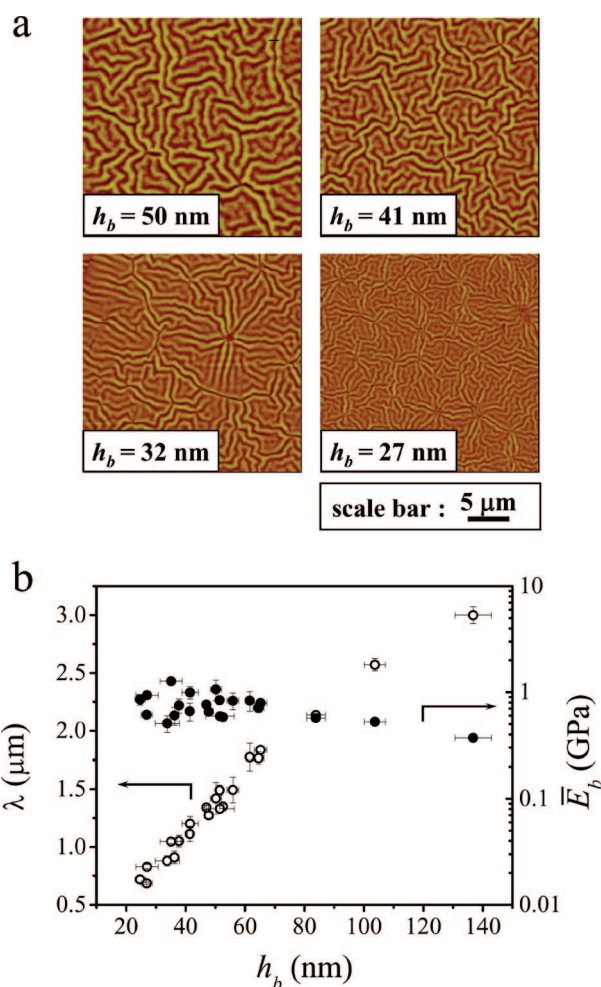 a
h_b = 50 nm
h_b = 41 nm
h_b = 32 nm
h_b = 27 nm
scale bar : 5 μm
b
3.0
2.5
2.0
1.5
1.0
0.5
λ (μm)
10
1
0.1
0.01
E̅_b (GPa)
20 40 60 80 100 120 140
h_b (nm)